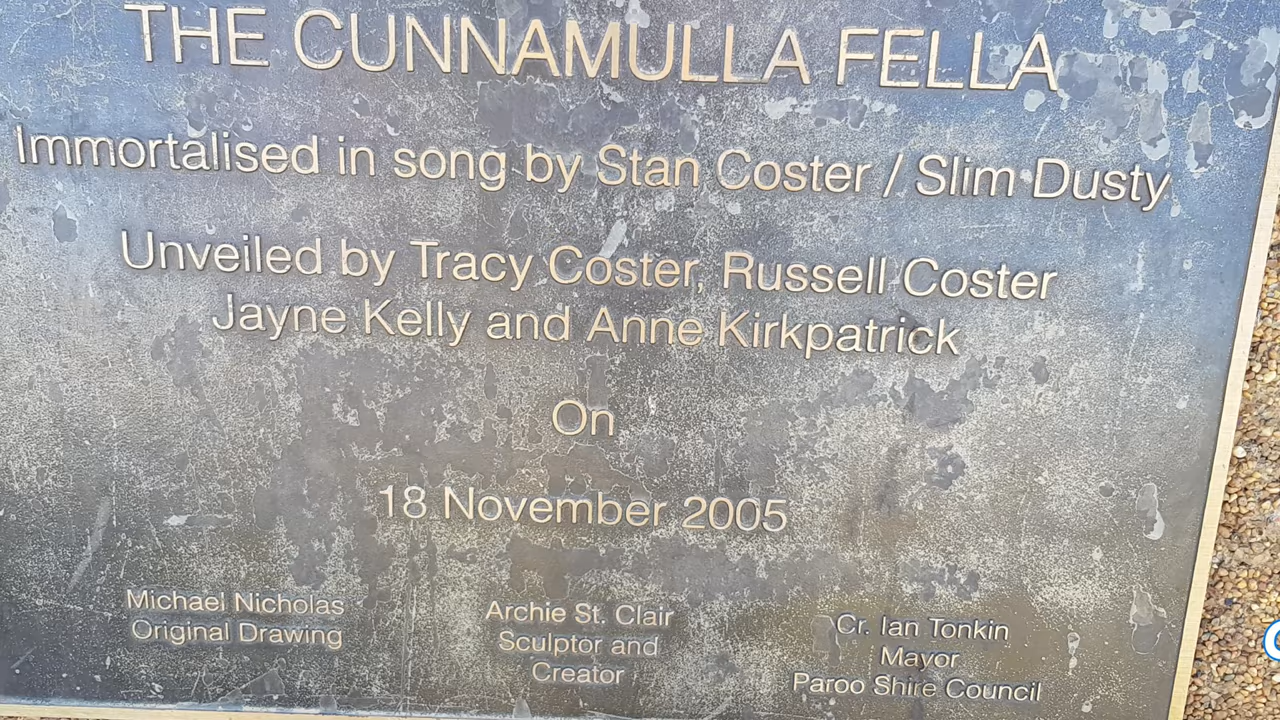 THE CUNNAMULLA FELLA
Immortalised in song by Stan Coster / Slim Dusty
Unveiled by Tracy Coster, Russell Coster
Jayne Kelly and Anne Kirkpatrick
On
18 November 2005
Michael Nicholas
Original Drawing
Archie St. Clair
Sculptor and
Creator
Cr. Ian Tonkin
Mayor
Paroo Shire Council